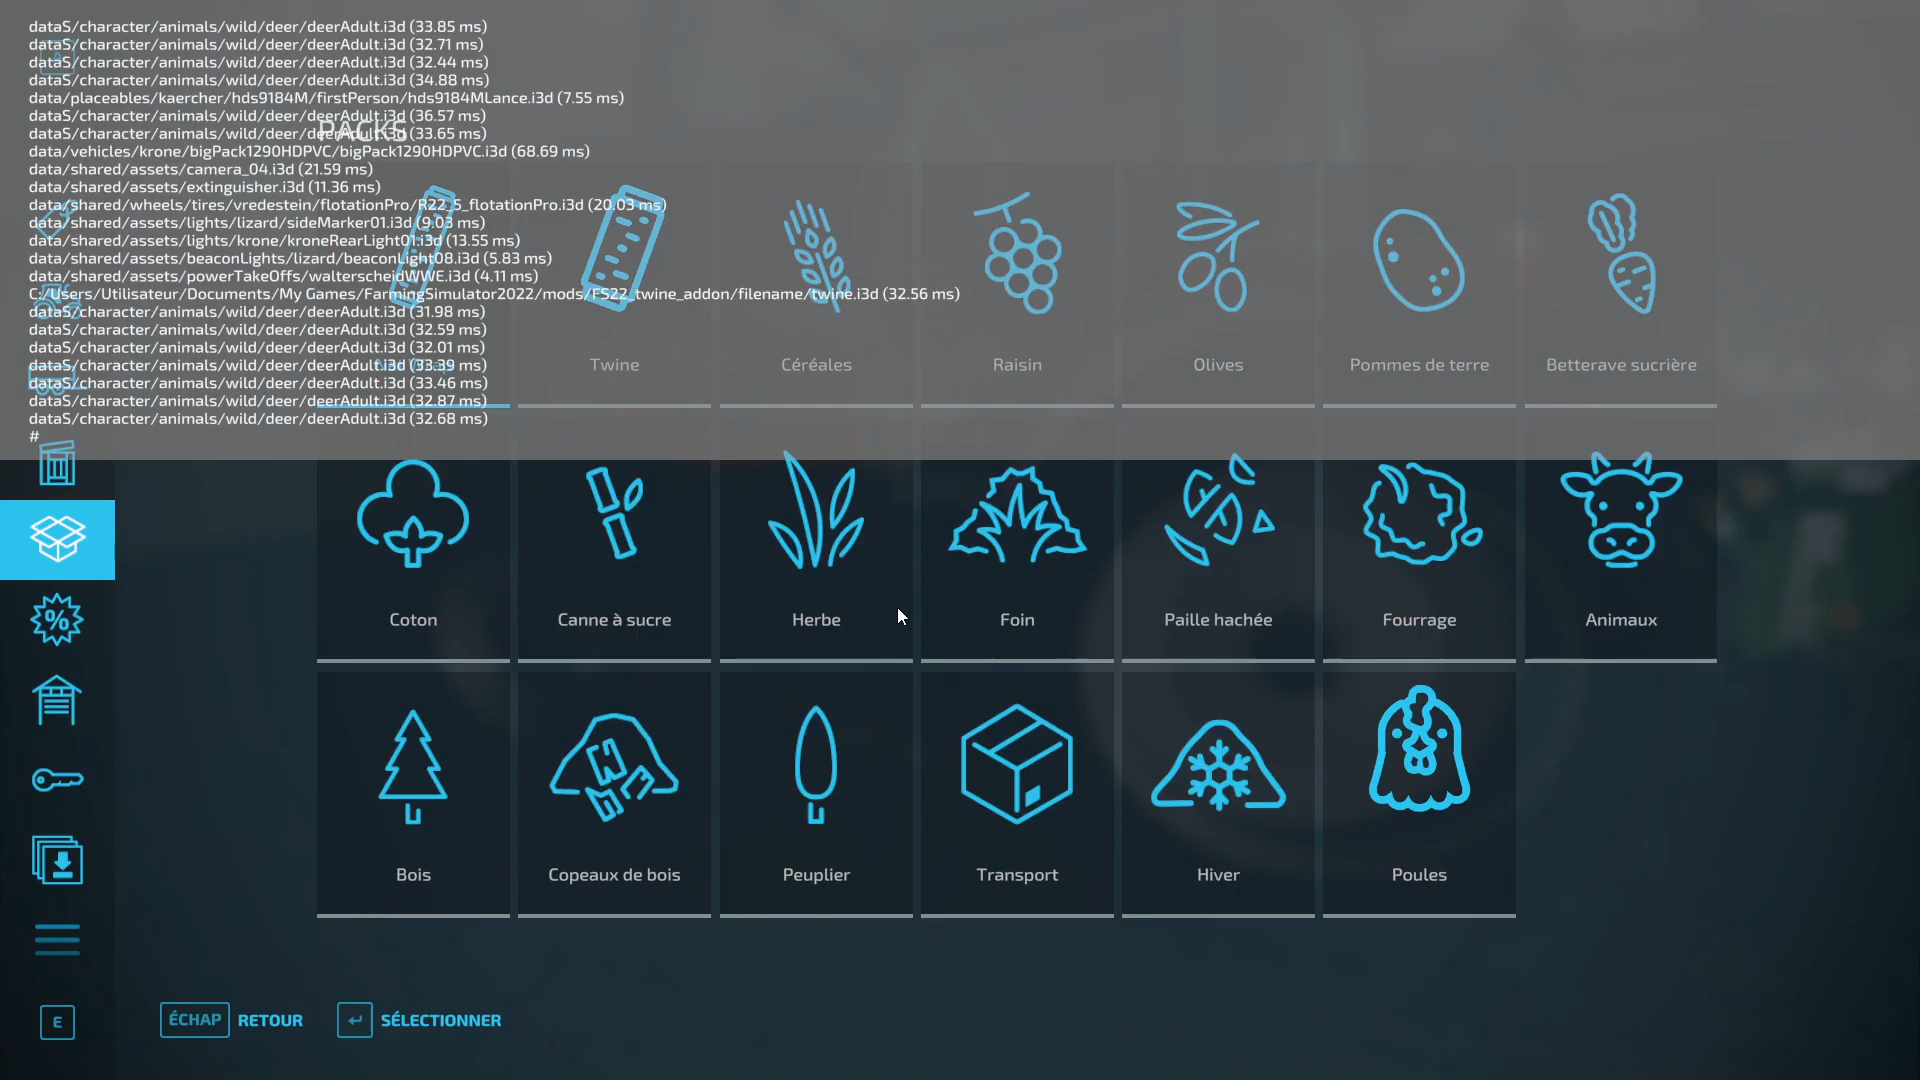 dataS/character/animals/wild/deer/deerAdult.i3d (33.85 ms)
dataS/character/animals/wild/deer/deerAdult.i3d (32.71 ms)
dataS/character/animals/wild/deer/deerAdult.i3d (32.44 ms)
dataS/character/animals/wild/deer/deerAdult.i3d (34.88 ms)
data/placeables/kaercher/hds9184M/firstPerson/hds9184MLance.i3d (7.55 ms)
dataS/character/animals/wild/deer/deerAdult.i3d (36.57 ms)
dataS/character/animals/wild/deer/deerAdult.i3d (33.65 ms)
PACKS
data/vehicles/krone/bigPack1290HDPVC/bigPack1290HDPVC.i3d (68.69 ms)
data/shared/assets/camera_04.i3d (21.59 ms)
data/shared/assets/extinguisher.i3d (11.36 ms)
data/shared/wheels/tires/vredestein/flotationPro/R22_5_flotationPro.i3d (20.03 ms)
data/shared/assets/lights/lizard/sideMarker01.i3d (9.03 ms)
data/shared/assets/lights/krone/kroneRearLight01.i3d (13.55 ms)
data/shared/assets/beaconLights/lizard/beaconLight08.i3d (5.83 ms)
data/shared/assets/powerTakeOffs/walterscheidWWE.i3d (4.11 ms)
C:/Users/Utilisateur/Documents/My Games/FarmingSimulator2022/mods/FS22_twine_addon/filename/twine.i3d (32.56 ms)
dataS/character/animals/wild/deer/deerAdult.i3d (31.98 ms)
dataS/character/animals/wild/deer/deerAdult.i3d (32.59 ms)
dataS/character/animals/wild/deer/deerAdult.i3d (32.01 ms)
dataS/character/animals/wild/deer/deerAdult.i3d (33.39 ms)
dataS/character/animals/wild/deer/deerAdult.i3d (33.46 ms)
dataS/character/animals/wild/deer/deerAdult.i3d (32.87 ms)
dataS/character/animals/wild/deer/deerAdult.i3d (32.68 ms)
#
Twine
Céréales
Raisin
Olives
Pommes de terre
Betterave sucrière
Coton
Canne à sucre
Herbe
Foin
Paille hachée
Fourrage
Animaux
Bois
Copeaux de bois
Peuplier
Transport
Hiver
Poules
E
ÉCHAP RETOUR
SÉLECTIONNER